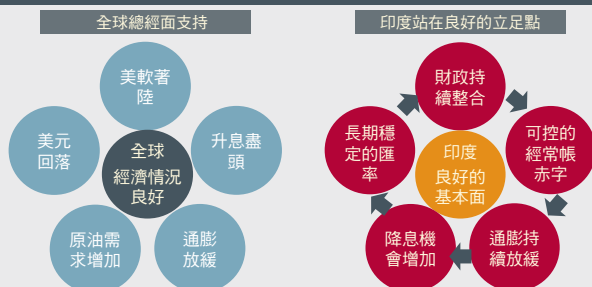 全球總經面支持
美軟著
陸
美元
回落
升息盡
頭
全球
經濟情況
良好
原油需
求增加
通膨
放緩
印度站在良好的立足點
財政持
續整合
長期穩
定的匯
率
可控的
經常帳
赤字
印度
良好的
基本面
降息機
會增加
通膨持
續放緩